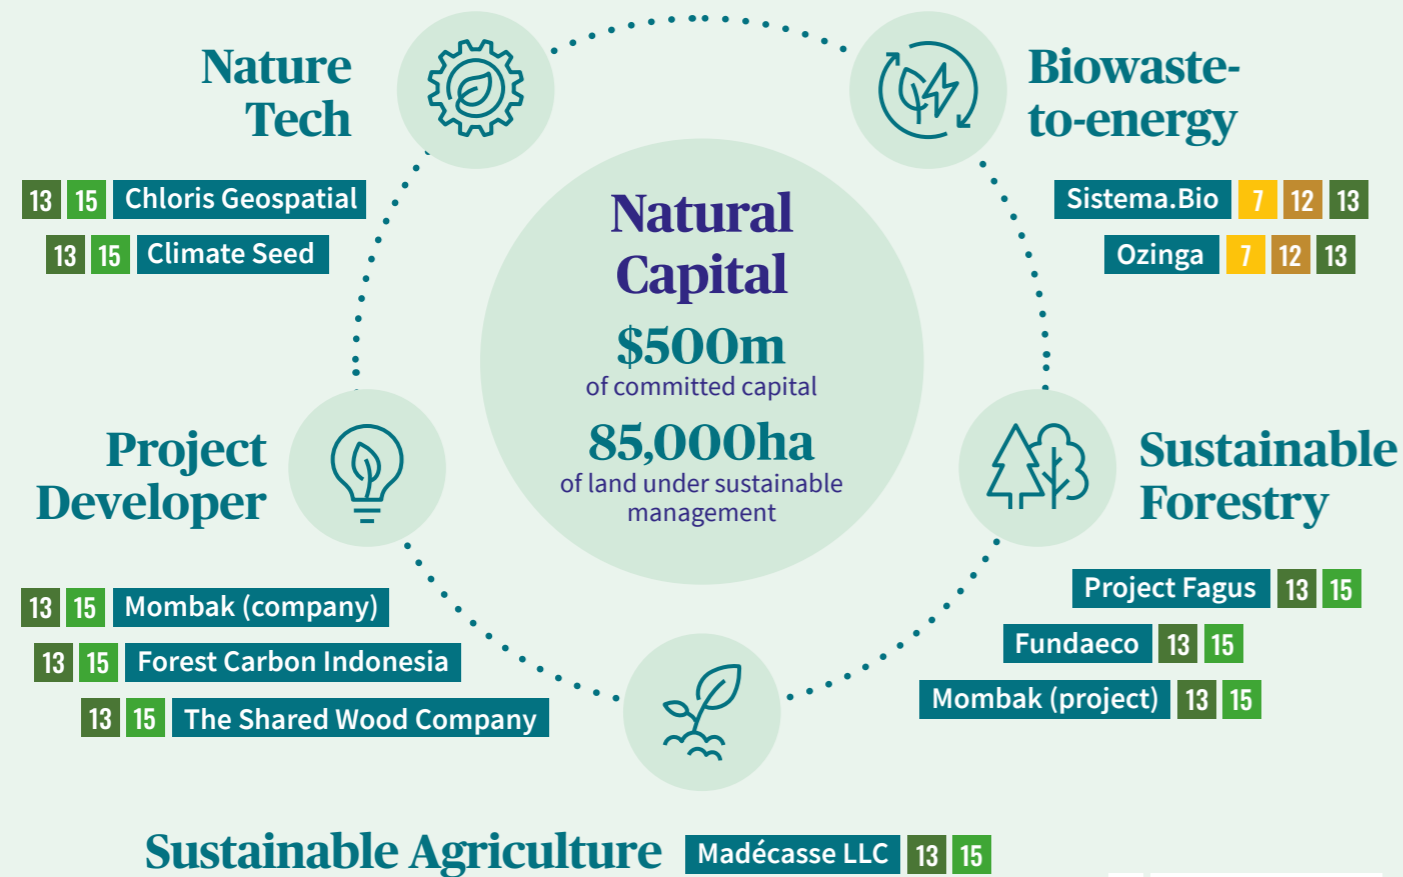 Nature
Tech
13 15 Chloris Geospatial
13 15 Climate Seed
Biowaste-
to-energy
Sistema.Bio 7 12 13
Ozinga 7 12 13
Natural
Capital
$500m
of committed capital
85,000ha
of land under sustainable
management
Project
Developer
13 15 Mombak (company)
13 15 Forest Carbon Indonesia
13 15 The Shared Wood Company
Sustainable
Forestry
Project Fagus 13 15
Fundaeco 13 15
Mombak (project) 13 15
Sustainable Agriculture Madécasse LLC 13 15